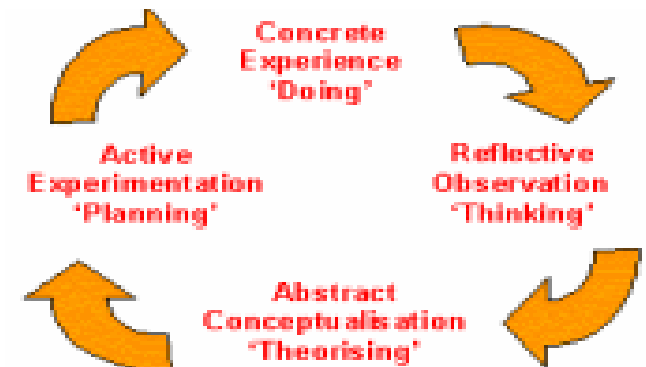 Concrete
Experience
‘Doing’
Reflective
Observation
‘Thinking’
Abstract
Conceptualisation
‘Theorising’
Active
Experimentation
‘Planning’